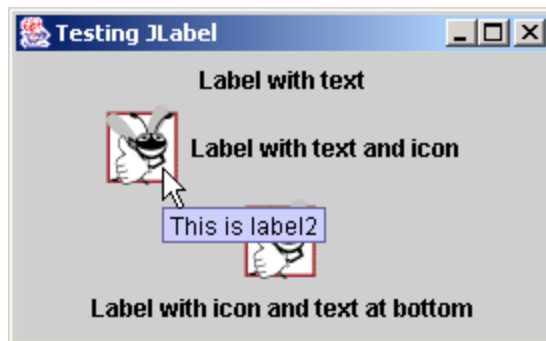 Testing JLabel
Label with text
Label with text and icon
This is label2
Label with icon and text at bottom